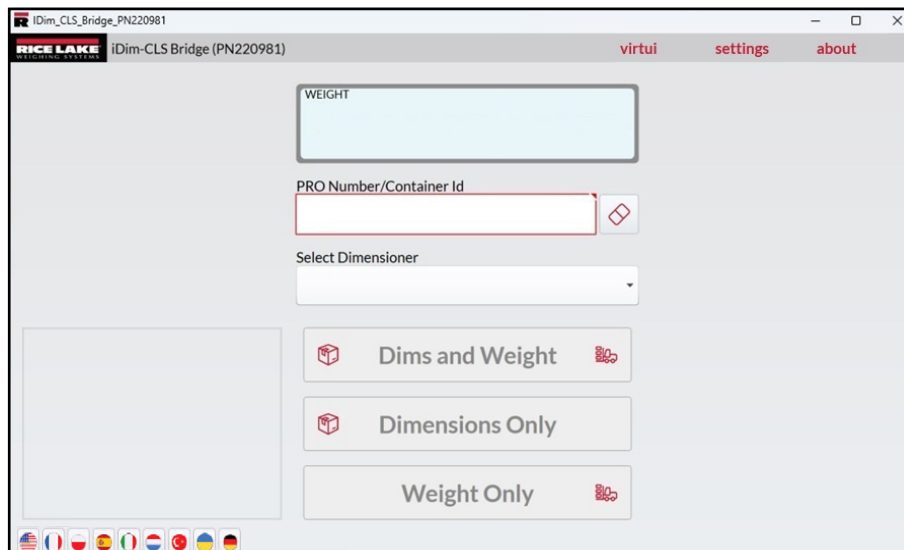 IDim_CLS_Bridge_PN220981
RICE LAKE
WEIGHING SYSTEMS
iDim-CLS Bridge (PN220981)
virtui
settings
about
WEIGHT
PRO Number/Container Id
Select Dimensioner
Dims and Weight
Dimensions Only
Weight Only